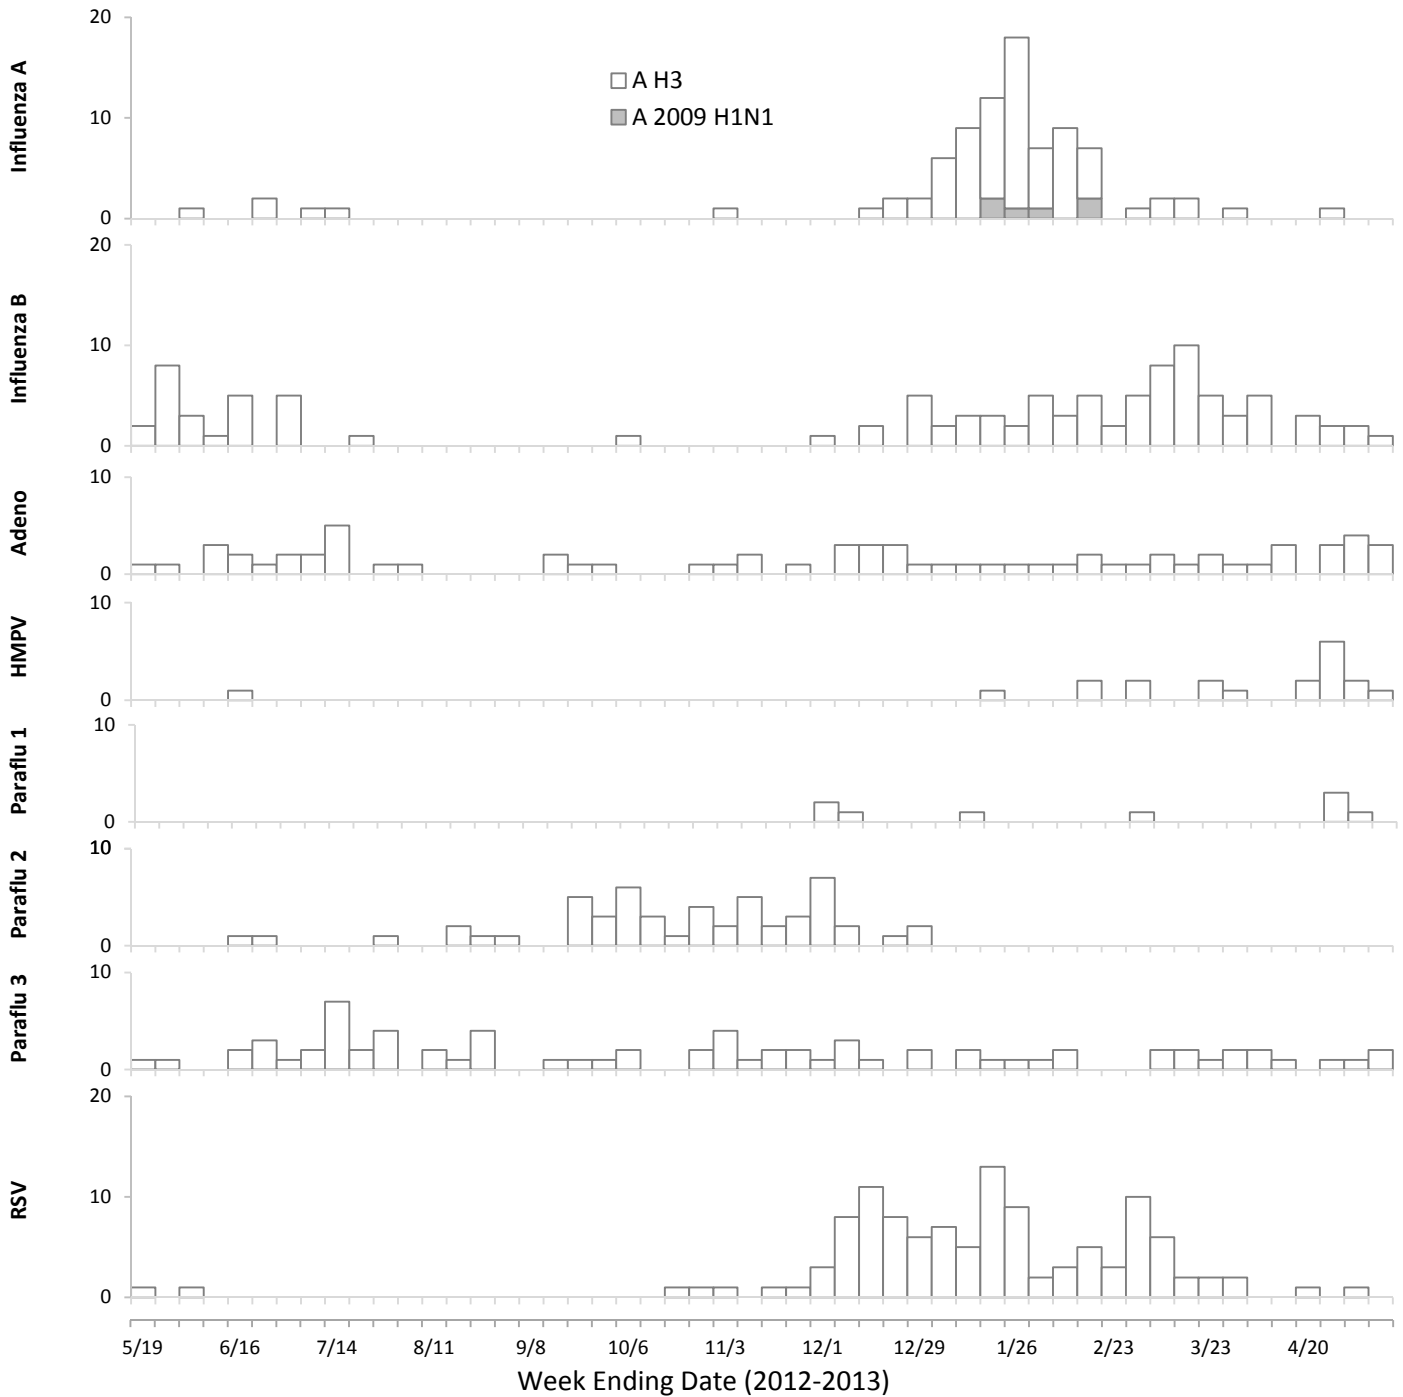 Influenza A
20
10
0
A H3
A 2009 H1N1
Influenza B
20
10
0
Adeno
10
0
HMPV
10
0
Paraflu 1
10
0
Paraflu 2
10
0
Paraflu 3
10
0
RSV
20
10
0
5/19 6/16 7/14 8/11 9/8 10/6 11/3 12/1 12/29 1/26 2/23 3/23 4/20
Week Ending Date (2012-2013)